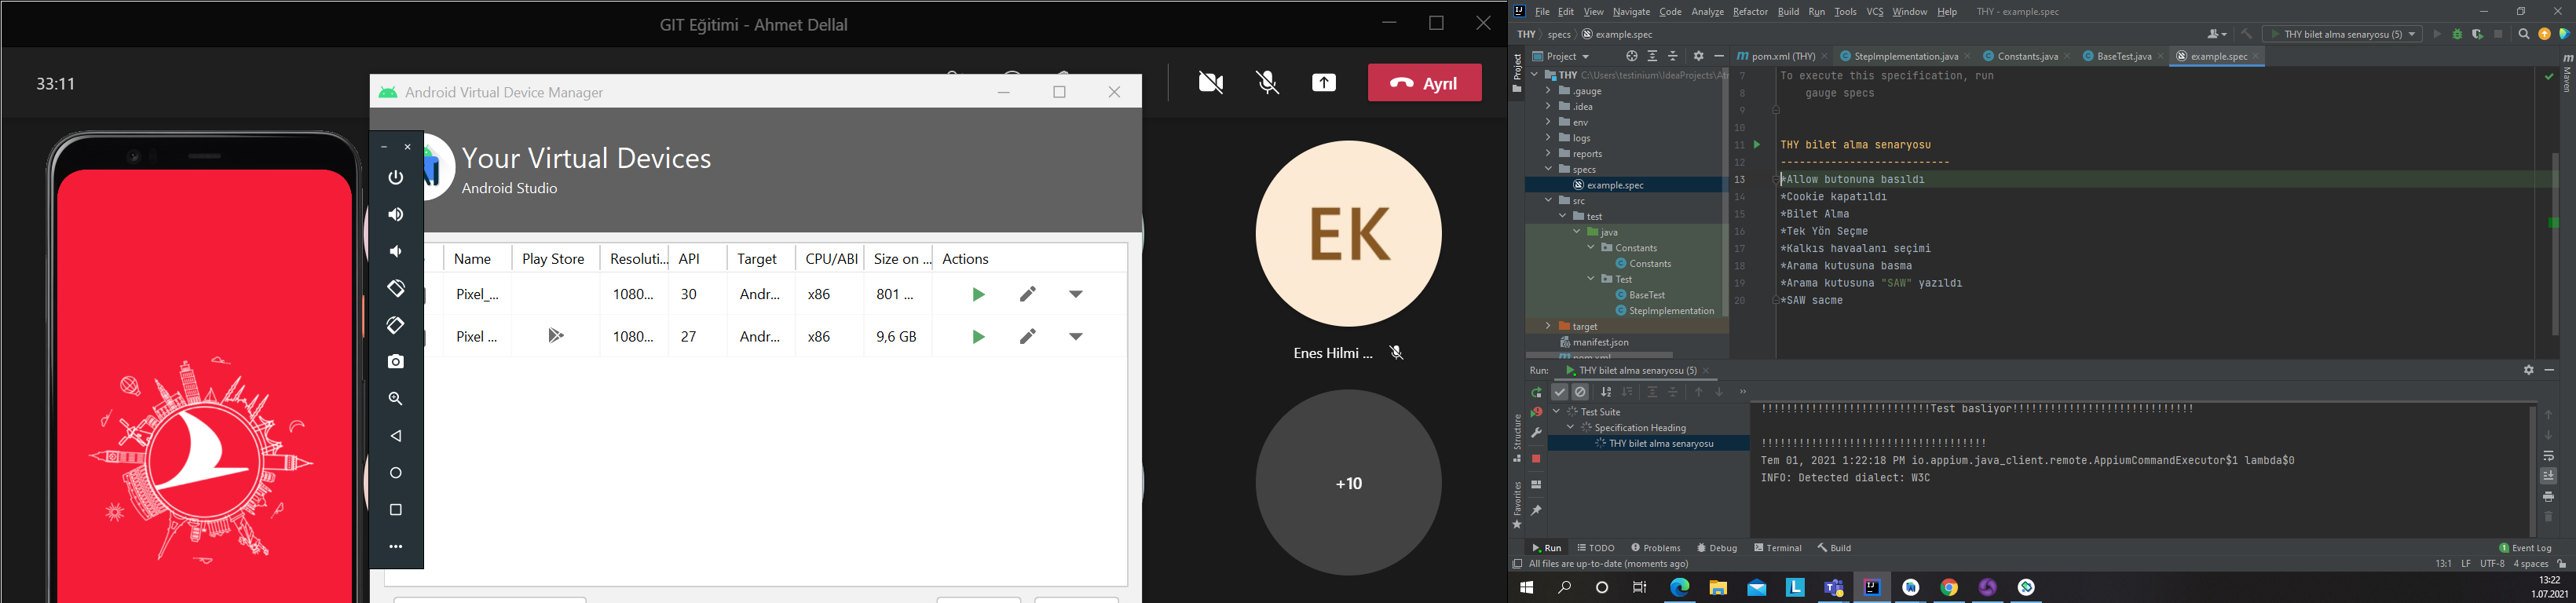 GIT Eğitimi - Ahmet Dellal
33:11
Ayrıl
Android Virtual Device Manager
Your Virtual Devices
Android Studio
Name Play Store Resoluti... API Target CPU/ABI Size on ... Actions
Pixel_... 1080... 30 Andr... x86 801 ...
Pixel ... 1080... 27 Andr... x86 9,6 GB
EK
Enes Hilmi ...
+10
File Edit View Navigate Code Analyze Refactor Build Run Tools VCS Window Help THY - example.spec
THY specs example.spec
THY bilet alma senaryosu (5)
Project
pom.xml (THY) StepImplementation.java Constants.java BaseTest.java example.spec
Project
Maven
THY C:\Users\testinium\IdeaProjects\At
.gauge
.idea
env
logs
reports
specs
example.spec
src
test
java
Constants
Constants
Test
BaseTest
StepImplementation
target
manifest.json
pom.xml
7 To execute this specification, run
8 gauge specs
9
10
11 THY bilet alma senaryosu
12 ---------------------------
13 *Allow butonuna basıldı
14 *Cookie kapatıldı
15 *Bilet Alma
16 *Tek Yön Seçme
17 *Kalkıs havaalanı seçimi
18 *Arama kutusuna basma
19 *Arama kutusuna "SAW" yazıldı
20 *SAW sacme
Run: THY bilet alma senaryosu (5)
Test Suite
Specification Heading
THY bilet alma senaryosu
!!!!!!!!!!!!!!!!!!!!!!!!!!!Test basliyor!!!!!!!!!!!!!!!!!!!!!!!!!!!!!
!!!!!!!!!!!!!!!!!!!!!!!!!!!!!!!!!!!!
Tem 01, 2021 1:22:18 PM io.appium.java_client.remote.AppiumCommandExecutor$1 lambda$0
INFO: Detected dialect: W3C
Structure
Favorites
Run TODO Problems Debug Terminal Build
1 Event Log
All files are up-to-date (moments ago)
13:1 LF UTF-8 4 spaces
13:22
1.07.2021